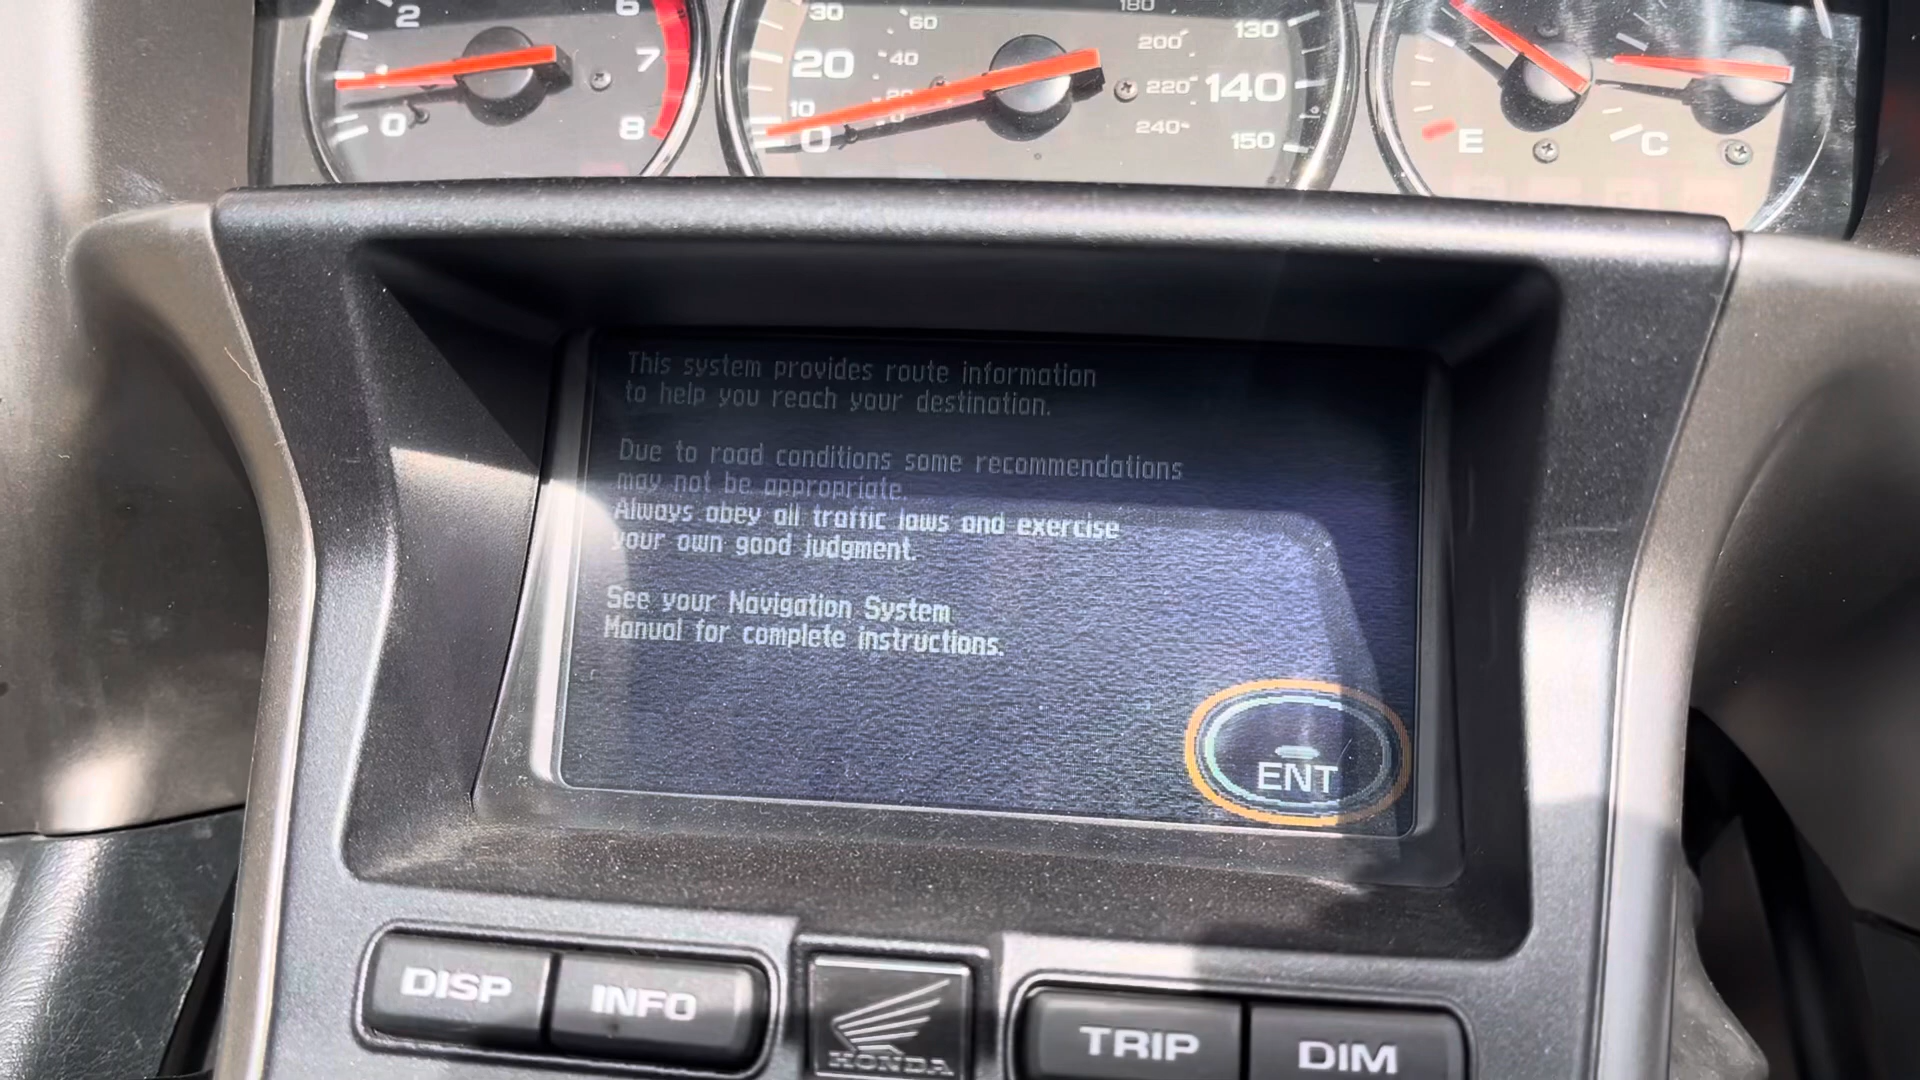 2
6
7
8
1
0
30
20
10
0
60
40
20
0
180
200
220
240
130
140
150
E
C
This system provides route information
to help you reach your destination.
Due to road conditions some recommendations
may not be appropriate.
Always obey all traffic laws and exercise
your own good judgment.
See your Navigation System
Manual for complete instructions.
ENT
DISP
INFO
HONDA
TRIP
DIM